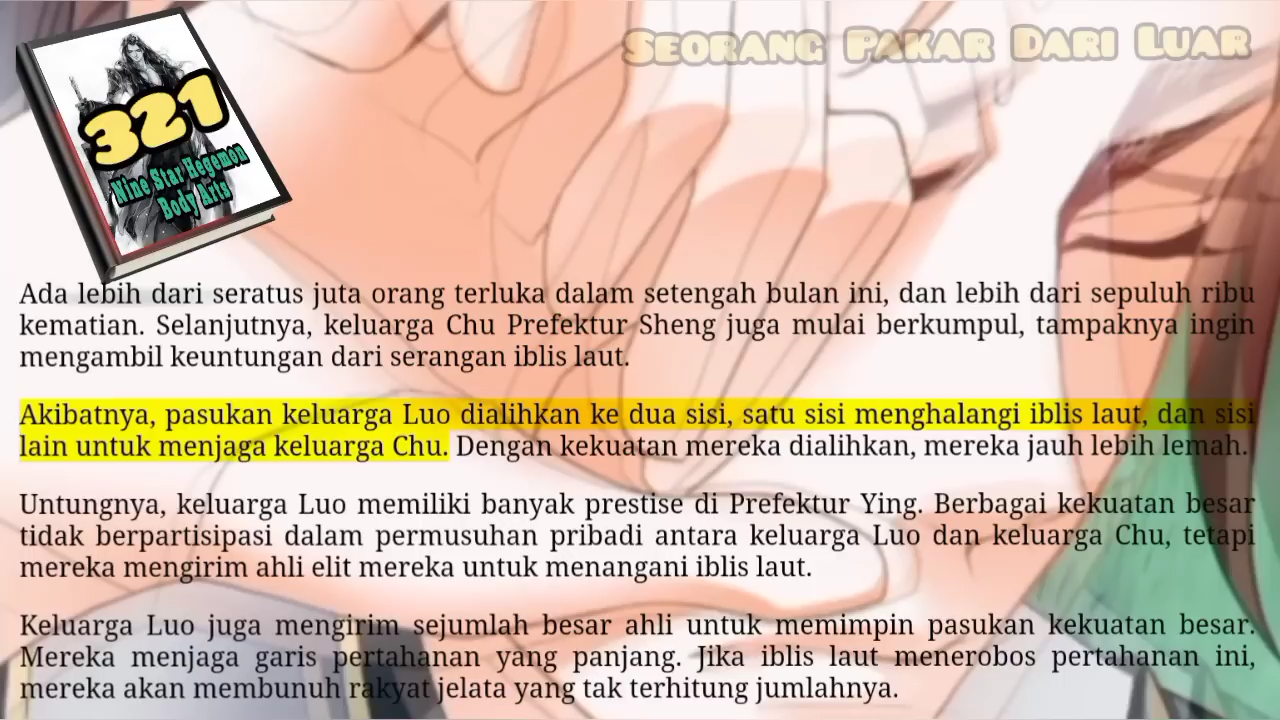 Seorang Pakar Dari Luar
321
Nine Star Hegemon
Body Arts
Ada lebih dari seratus juta orang terluka dalam setengah bulan ini, dan lebih dari sepuluh ribu
kematian. Selanjutnya, keluarga Chu Prefektur Sheng juga mulai berkumpul, tampaknya ingin
mengambil keuntungan dari serangan iblis laut.
Akibatnya, pasukan keluarga Luo dialihkan ke dua sisi, satu sisi menghalangi iblis laut, dan sisi
lain untuk menjaga keluarga Chu. Dengan kekuatan mereka dialihkan, mereka jauh lebih lemah.
Untungnya, keluarga Luo memiliki banyak prestise di Prefektur Ying. Berbagai kekuatan besar
tidak berpartisipasi dalam permusuhan pribadi antara keluarga Luo dan keluarga Chu, tetapi
mereka mengirim ahli elit mereka untuk menangani iblis laut.
Keluarga Luo juga mengirim sejumlah besar ahli untuk memimpin pasukan kekuatan besar.
Mereka menjaga garis pertahanan yang panjang. Jika iblis laut menerobos pertahanan ini,
mereka akan membunuh rakyat jelata yang tak terhitung jumlahnya.